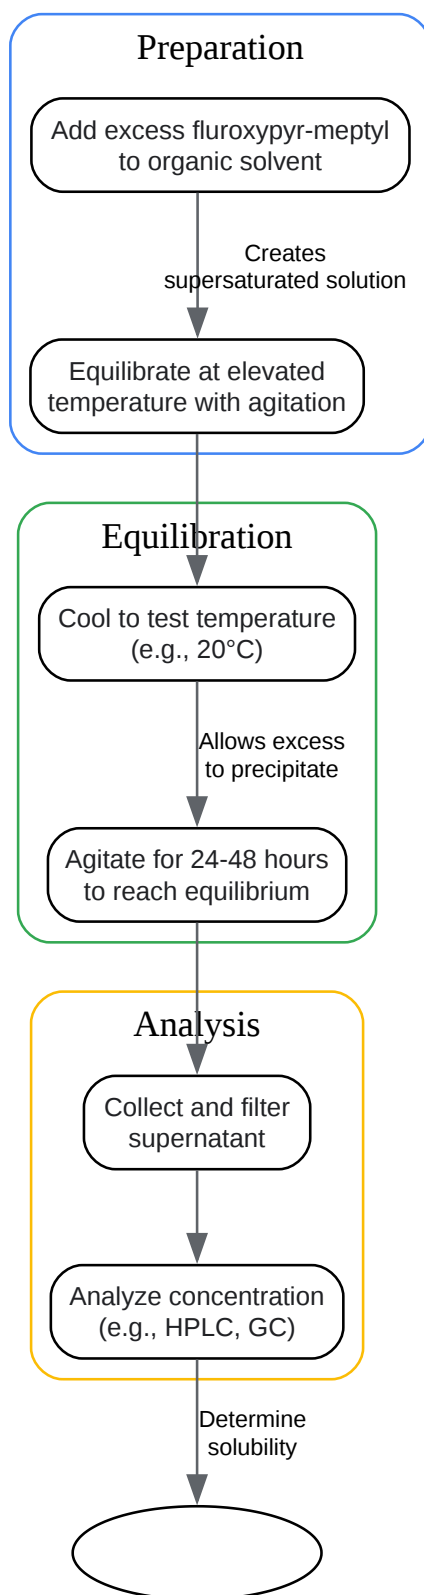 Preparation
Add excess fluroxypyr-meptyl
to organic solvent
Creates
supersaturated solution
Equilibrate at elevated
temperature with agitation
Equilibration
Cool to test temperature
(e.g., 20°C)
Allows excess
to precipitate
Agitate for 24-48 hours
to reach equilibrium
Analysis
Collect and filter
supernatant
Analyze concentration
(e.g., HPLC, GC)
Determine
solubility